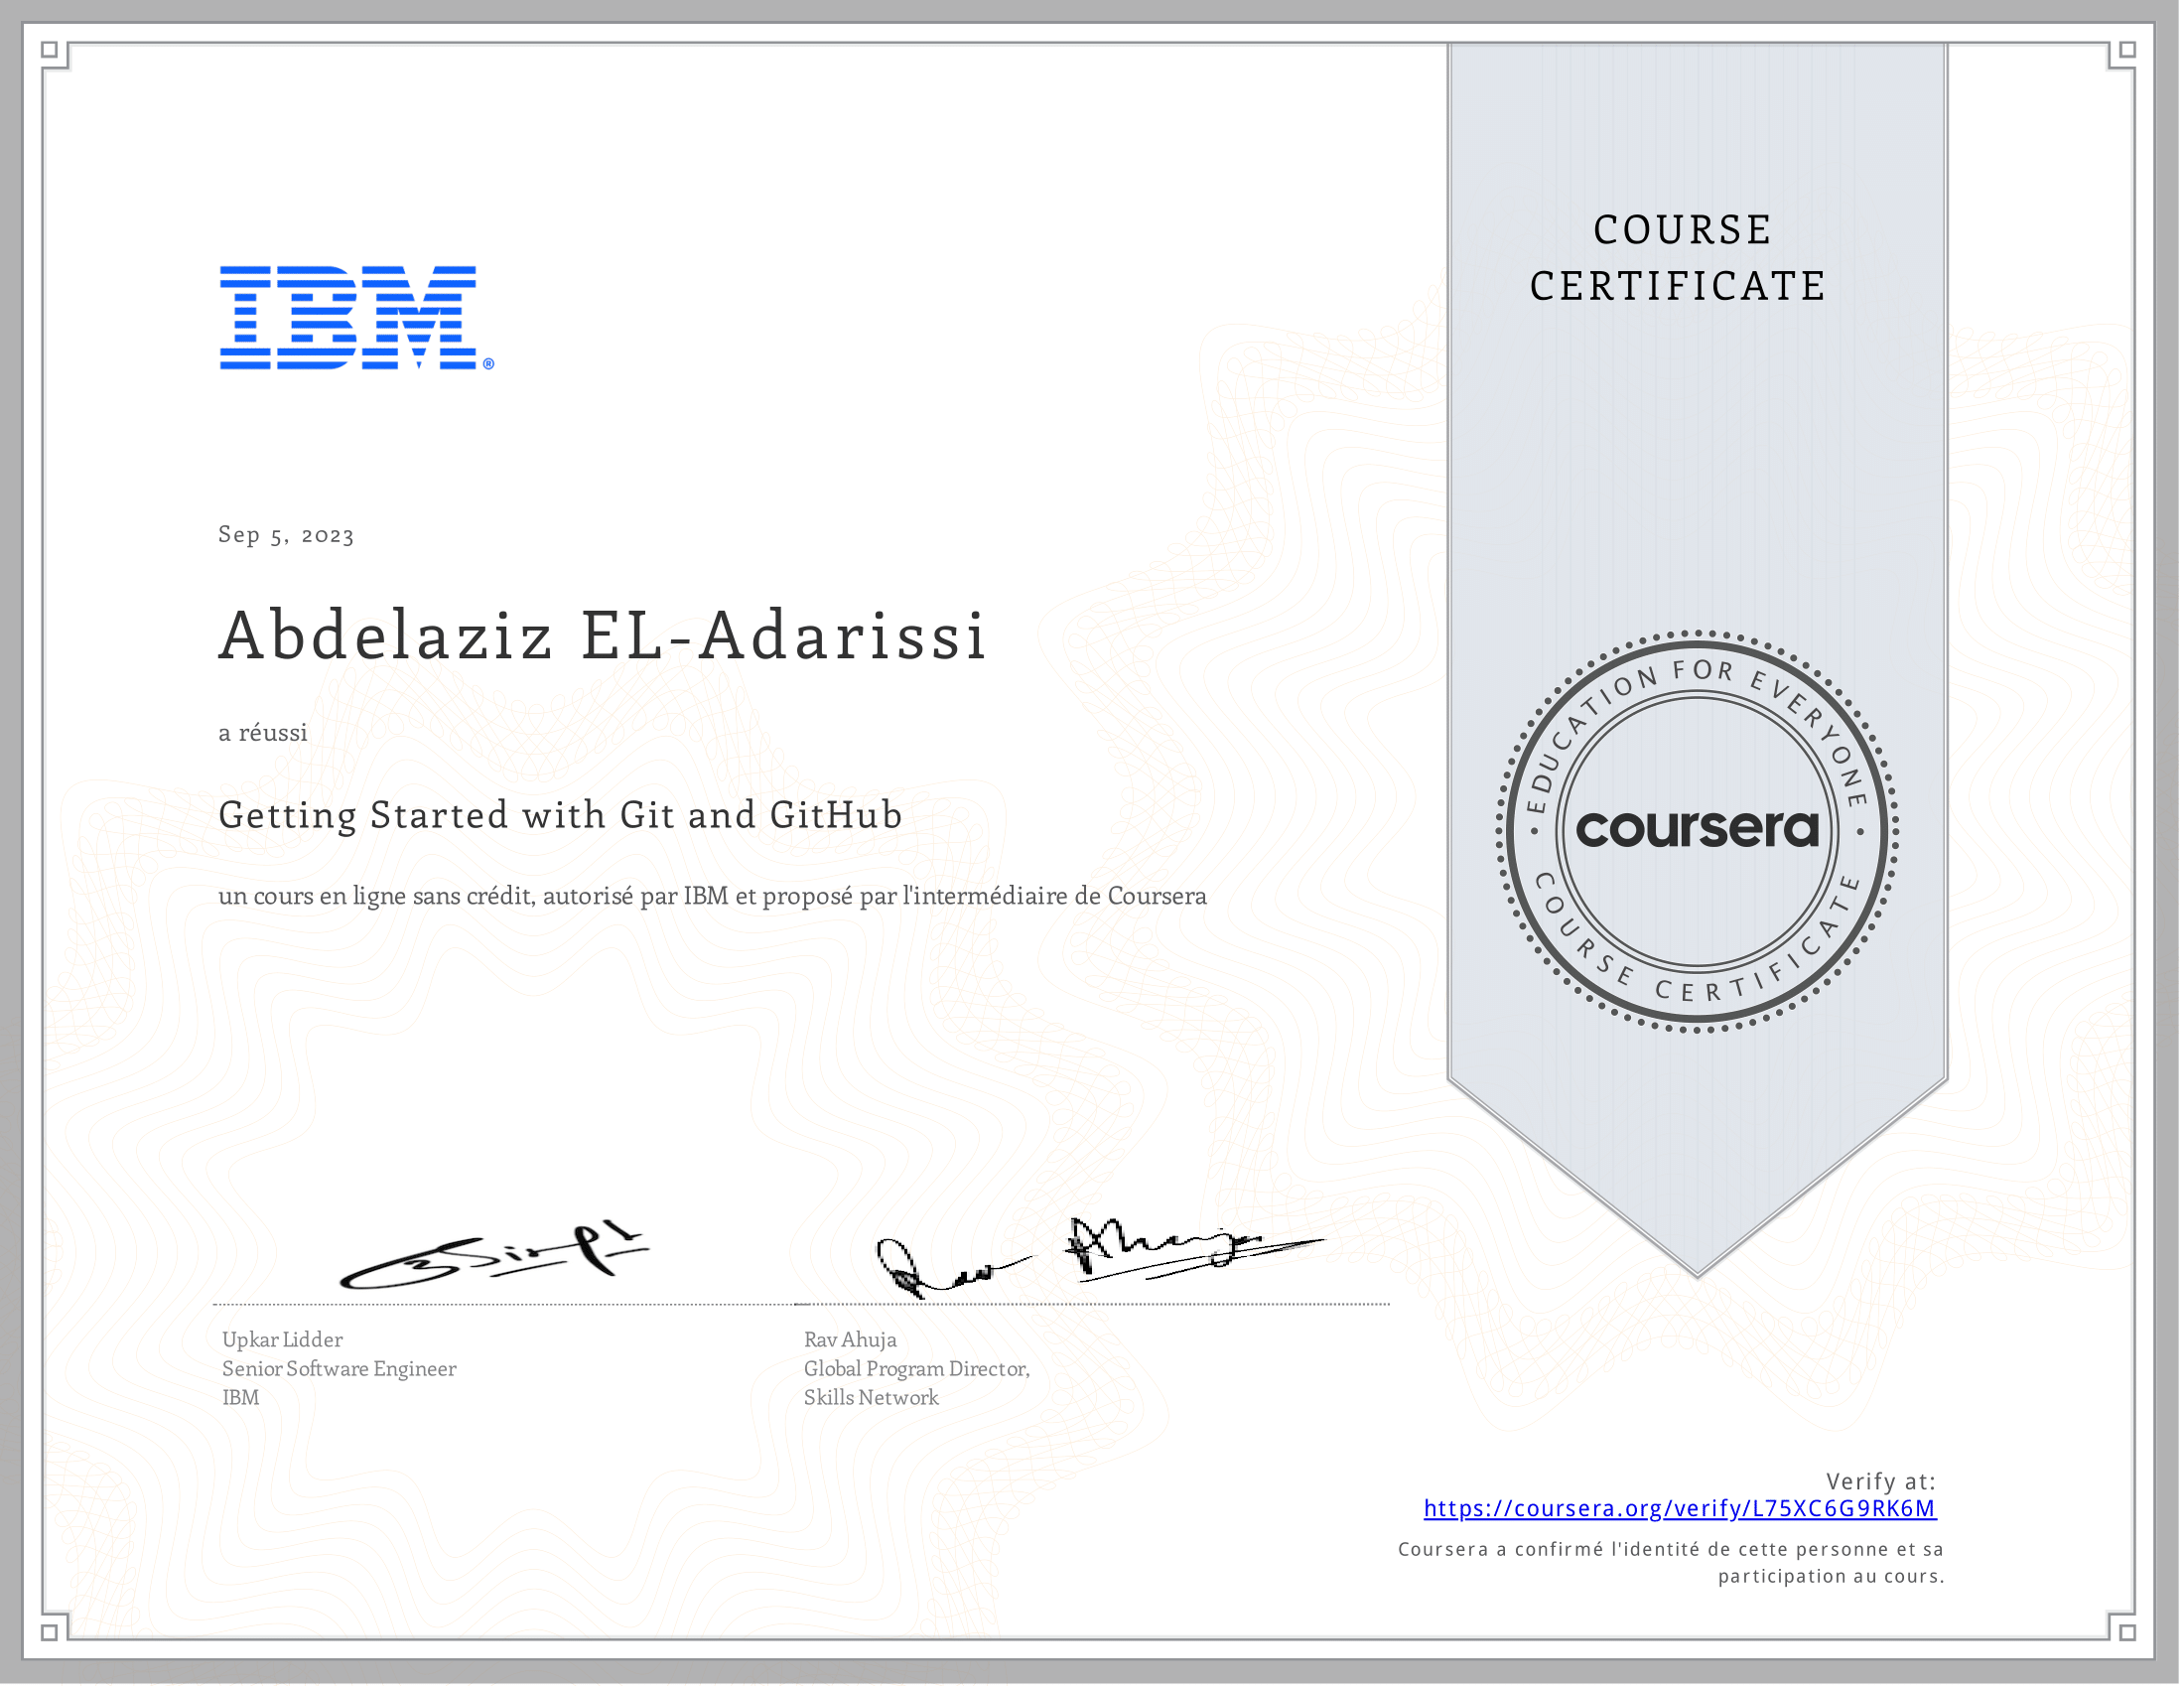 COURSE
CERTIFICATE
IBM®
Sep 5, 2023
Abdelaziz EL-Adarissi
a réussi
Getting Started with Git and GitHub
un cours en ligne sans crédit, autorisé par IBM et proposé par l'intermédiaire de Coursera
• EDUCATION FOR EVERYONE •
coursera
COURSE CERTIFICATE
Upkar Lidder
Senior Software Engineer
IBM
Rav Ahuja
Global Program Director,
Skills Network
Verify at:
https://coursera.org/verify/L75XC6G9RK6M
Coursera a confirmé l'identité de cette personne et sa
participation au cours.